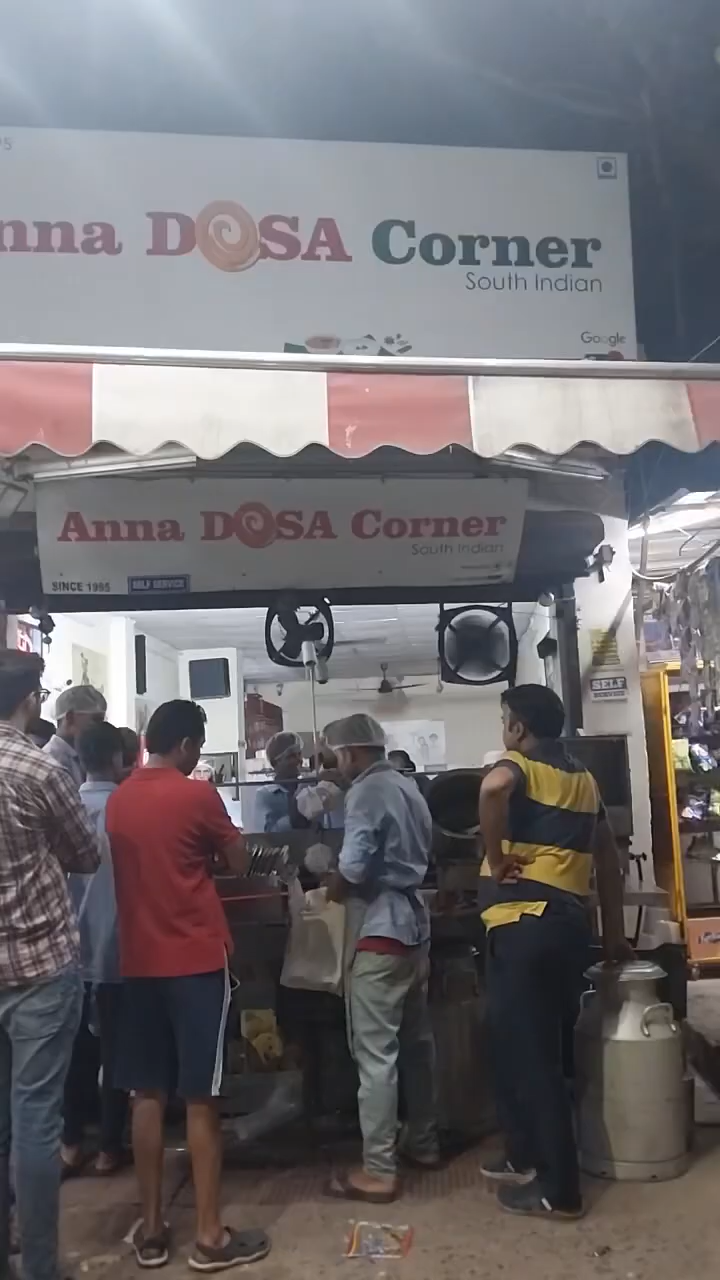 nna DOSA Corner
South Indian
Google
Anna DOSA Corner
South Indian
SINCE 1995
SELF SERVICE
SELF